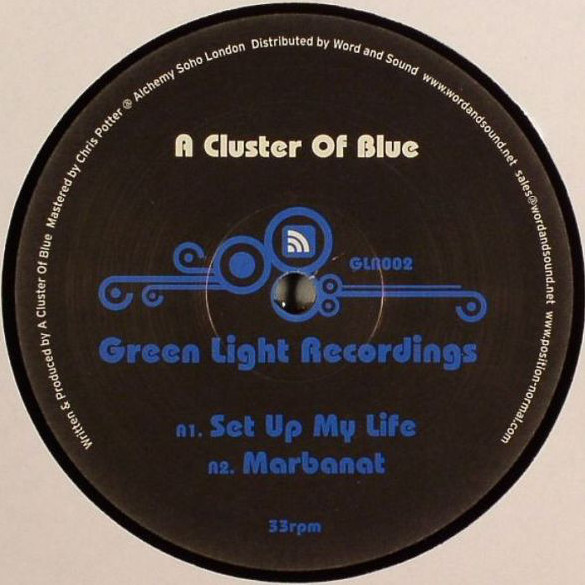 Written & Produced by A Cluster Of Blue Mastered by Chris Potter @ Alchemy Soho London Distributed by Word and Sound www.wordandsound.net sales@wordandsound.net www.position-normal.com
A Cluster Of Blue
GLR002
Green Light Recordings
A1. Set Up My Life
A2. Marbanat
33rpm